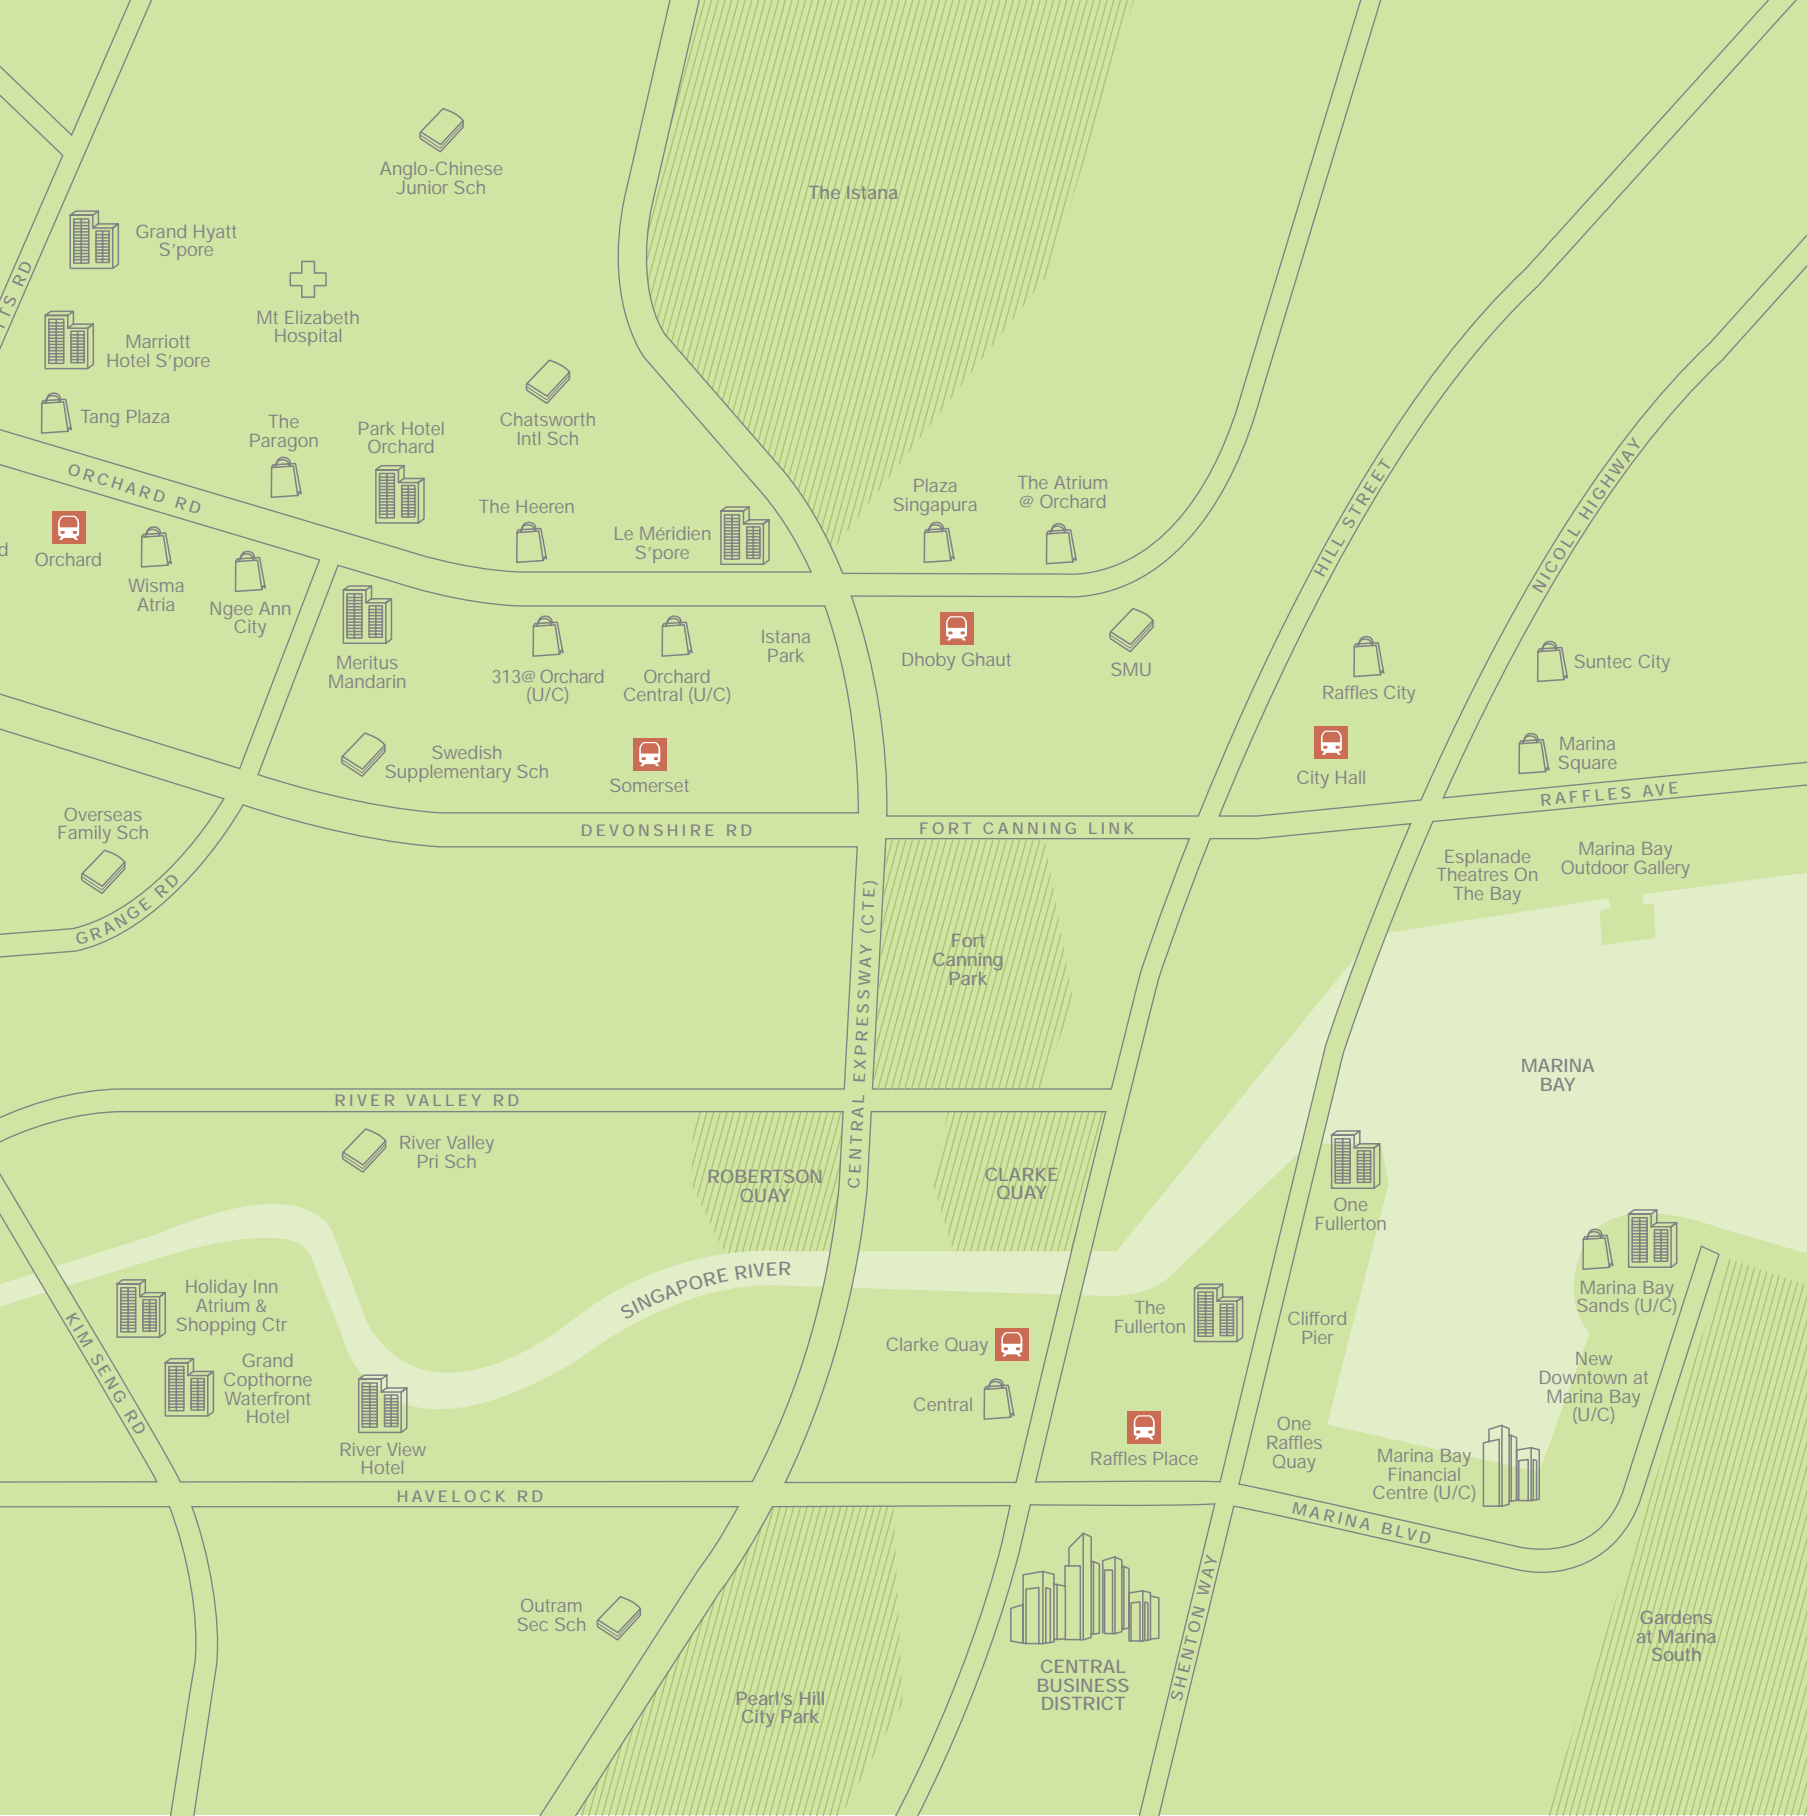 Anglo-Chinese
Junior Sch
The Istana
Grand Hyatt
S'pore
TTS RD
Mt Elizabeth
Hospital
Marriott
Hotel S'pore
Tang Plaza
The
Paragon
Park Hotel
Orchard
Chatsworth
Intl Sch
ORCHARD RD
The Heeren
Le Méridien
S'pore
Plaza
Singapura
The Atrium
@ Orchard
HILL STREET
NICOLL HIGHWAY
d
Orchard
Wisma
Atria
Ngee Ann
City
Meritus
Mandarin
313@ Orchard
(U/C)
Orchard
Central (U/C)
Istana
Park
Dhoby Ghaut
SMU
Raffles City
Suntec City
Swedish
Supplementary Sch
Somerset
City Hall
Marina
Square
RAFFLES AVE
Overseas
Family Sch
DEVONSHIRE RD
FORT CANNING LINK
Esplanade
Theatres On
The Bay
Marina Bay
Outdoor Gallery
GRANGE RD
CENTRAL EXPRESSWAY (CTE)
Fort
Canning
Park
MARINA
BAY
RIVER VALLEY RD
River Valley
Pri Sch
ROBERTSON
QUAY
CLARKE
QUAY
One
Fullerton
SINGAPORE RIVER
Holiday Inn
Atrium &
Shopping Ctr
KIM SENG RD
Grand
Copthorne
Waterfront
Hotel
River View
Hotel
Clarke Quay
Central
The
Fullerton
Clifford
Pier
Marina Bay
Sands (U/C)
New
Downtown at
Marina Bay
(U/C)
Raffles Place
One
Raffles
Quay
Marina Bay
Financial
Centre (U/C)
HAVELOCK RD
MARINA BLVD
Outram
Sec Sch
SHENTON WAY
CENTRAL
BUSINESS
DISTRICT
Pearl's Hill
City Park
Gardens
at Marina
South